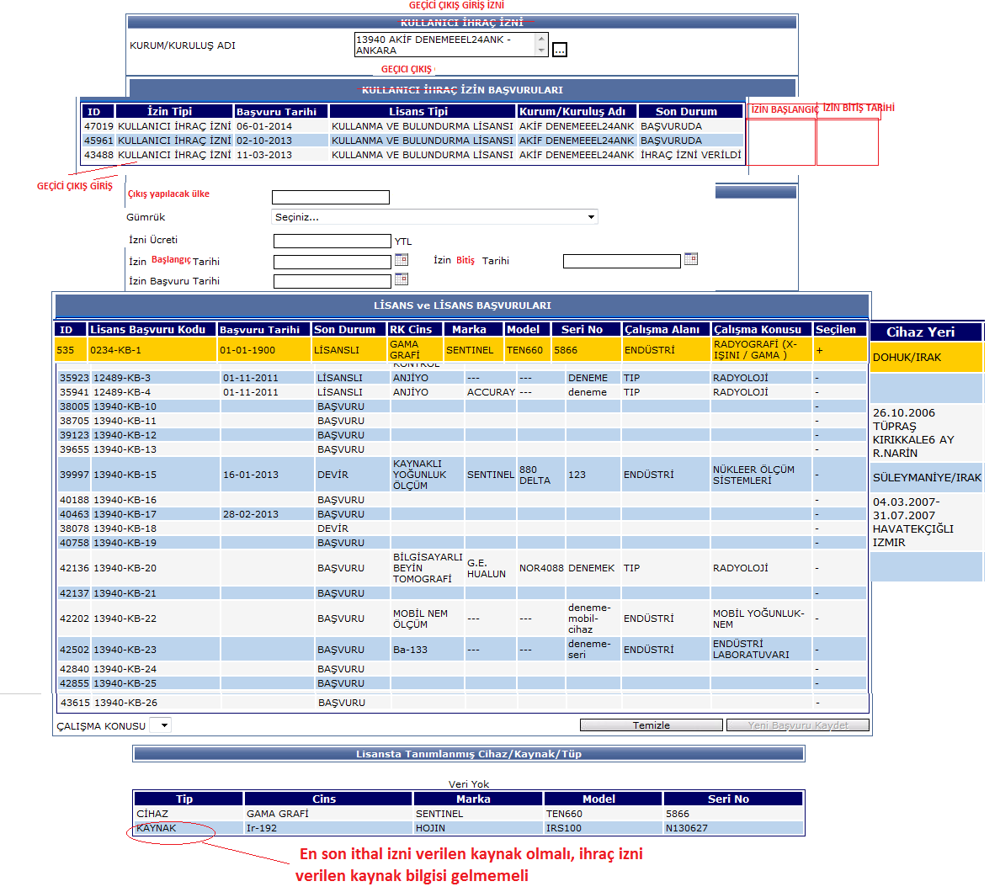 GEÇİCİ ÇIKIŞ GİRİŞ İZNİ
KULLANICI İHRAÇ İZNİ
KURUM/KURULUŞ ADI
13940 AKİF DENEMEEEL24ANK -
ANKARA
...
GEÇICI ÇIKIŞ
KULLANICI İHRAÇ İZİN BAŞVURULARI
ID İzin Tipi Başvuru Tarihi Lisans Tipi Kurum/Kuruluş Adı Son Durum İZİN BAŞLANGIÇ İZİN BİTİŞ TARİHİ
47019 KULLANICI İHRAÇ İZNİ 06-01-2014 KULLANMA VE BULUNDURMA LİSANSI AKİF DENEMEEEL24ANK BAŞVURUDA
45961 KULLANICI İHRAÇ İZNİ 02-10-2013 KULLANMA VE BULUNDURMA LİSANSI AKİF DENEMEEEL24ANK BAŞVURUDA
43488 KULLANICI İHRAÇ İZNİ 11-03-2013 KULLANMA VE BULUNDURMA LİSANSI AKİF DENEMEEEL24ANK İHRAÇ İZNİ VERİLDİ
GEÇİCİ ÇIKIŞ GİRİŞ
Çıkış yapılacak ülke
Gümrük Seçiniz...
İzni Ücreti YTL
İzin Başlangıç Tarihi İzin Bitiş Tarihi
İzin Başvuru Tarihi
LİSANS ve LİSANS BAŞVURULARI
ID Lisans Başvuru Kodu Başvuru Tarihi Son Durum RK Cins Marka Model Seri No Çalışma Alanı Çalışma Konusu Seçilen Cihaz Yeri
535 0234-KB-1 01-01-1900 LİSANSLI GAMA GRAFİ SENTINEL TEN660 5866 ENDÜSTRİ RADYOGRAFİ (X-IŞINI / GAMA ) + DOHUK/IRAK
KONTROL
35923 12489-KB-3 01-11-2011 LİSANSLI ANJİYO --- --- DENEME TIP RADYOLOJİ -
35941 12489-KB-4 01-11-2011 LİSANSLI ANJİYO ACCURAY --- deneme TIP RADYOLOJİ -
38005 13940-KB-10 BAŞVURU -
38705 13940-KB-11 BAŞVURU -
39123 13940-KB-12 BAŞVURU -
39655 13940-KB-13 BAŞVURU -
26.10.2006
TÜPRAŞ
KIRIKKALE6 AY
R.NARİN
39997 13940-KB-15 16-01-2013 DEVİR KAYNAKLI YOĞUNLUK ÖLÇÜM SENTINEL 880 DELTA 123 ENDÜSTRİ NÜKLEER ÖLÇÜM SİSTEMLERİ - SÜLEYMANİYE/IRAK
40188 13940-KB-16 BAŞVURU -
40463 13940-KB-17 28-02-2013 BAŞVURU -
38078 13940-KB-18 DEVİR -
40758 13940-KB-19 BAŞVURU -
04.03.2007-
31.07.2007
HAVATEKÇIĞLI
IZMIR
42136 13940-KB-20 BAŞVURU BİLGİSAYARLI BEYİN TOMOGRAFİ G.E. HUALUN NOR4088 DENEMEK TIP RADYOLOJİ -
42137 13940-KB-21 BAŞVURU -
42202 13940-KB-22 BAŞVURU MOBİL NEM ÖLÇÜM --- --- deneme-mobil-cihaz ENDÜSTRİ MOBİL YOĞUNLUK-NEM -
42502 13940-KB-23 BAŞVURU Ba-133 --- --- deneme-seri ENDÜSTRİ ENDÜSTRİ LABORATUVARI -
42840 13940-KB-24 BAŞVURU -
42855 13940-KB-25 BAŞVURU -
43615 13940-KB-26 BAŞVURU -
ÇALIŞMA KONUSU Temizle Yeni Başvuru Kaydet
Lisansta Tanımlanmış Cihaz/Kaynak/Tüp
Veri Yok
Tip Cins Marka Model Seri No
CİHAZ GAMA GRAFİ SENTINEL TEN660 5866
KAYNAK Ir-192 HOJIN IRS100 N130627
En son ithal izni verilen kaynak olmalı, ihraç izni
verilen kaynak bilgisi gelmemeli